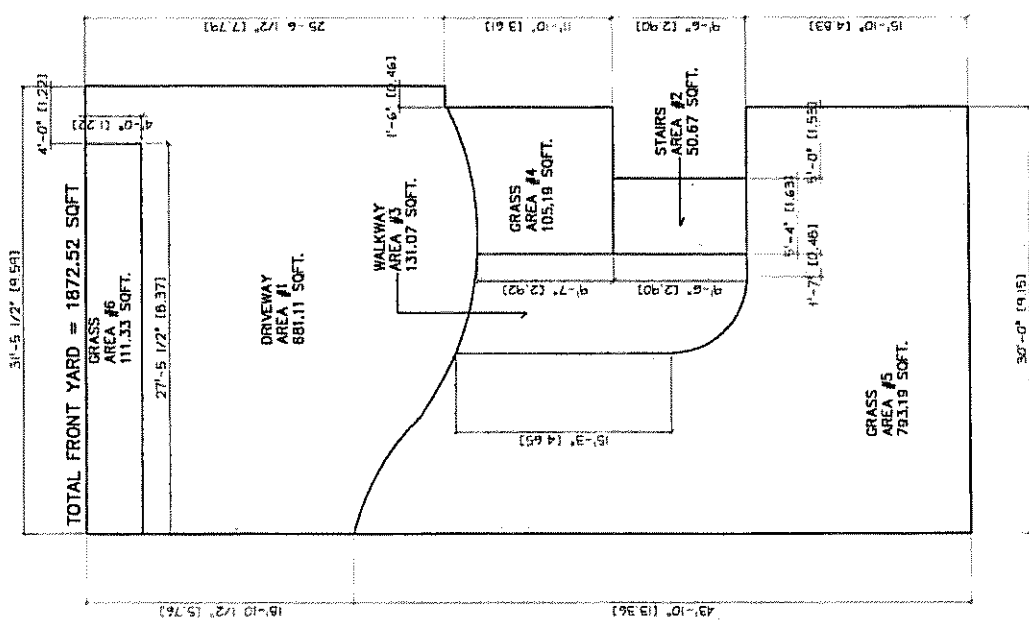 31'-5 1/2" [9.59]
TOTAL FRONT YARD = 1872.52 SQFT
4'-0" [1.22]
4'-0" [1.22]
GRASS
AREA #6
111.33 SQFT.
27'-5 1/2" [8.37]
25'-6 1/2" [7.79]
DRIVEWAY
AREA #1
681.11 SQFT.
18'-10 1/2" [5.76]
1'-6" [0.46]
WALKWAY
AREA #3
131.07 SQFT.
11'-10" [3.61]
GRASS
AREA #4
105.19 SQFT.
9'-7" [2.92]
15'-3" [4.65]
9'-6" [2.90]
STAIRS
AREA #2
50.67 SQFT.
9'-6" [2.90]
5'-0" [1.53]
5'-4" [1.63]
1'-7" [0.48]
15'-10" [4.83]
GRASS
AREA #5
793.19 SQFT.
43'-10" [13.36]
30'-0" [9.15]